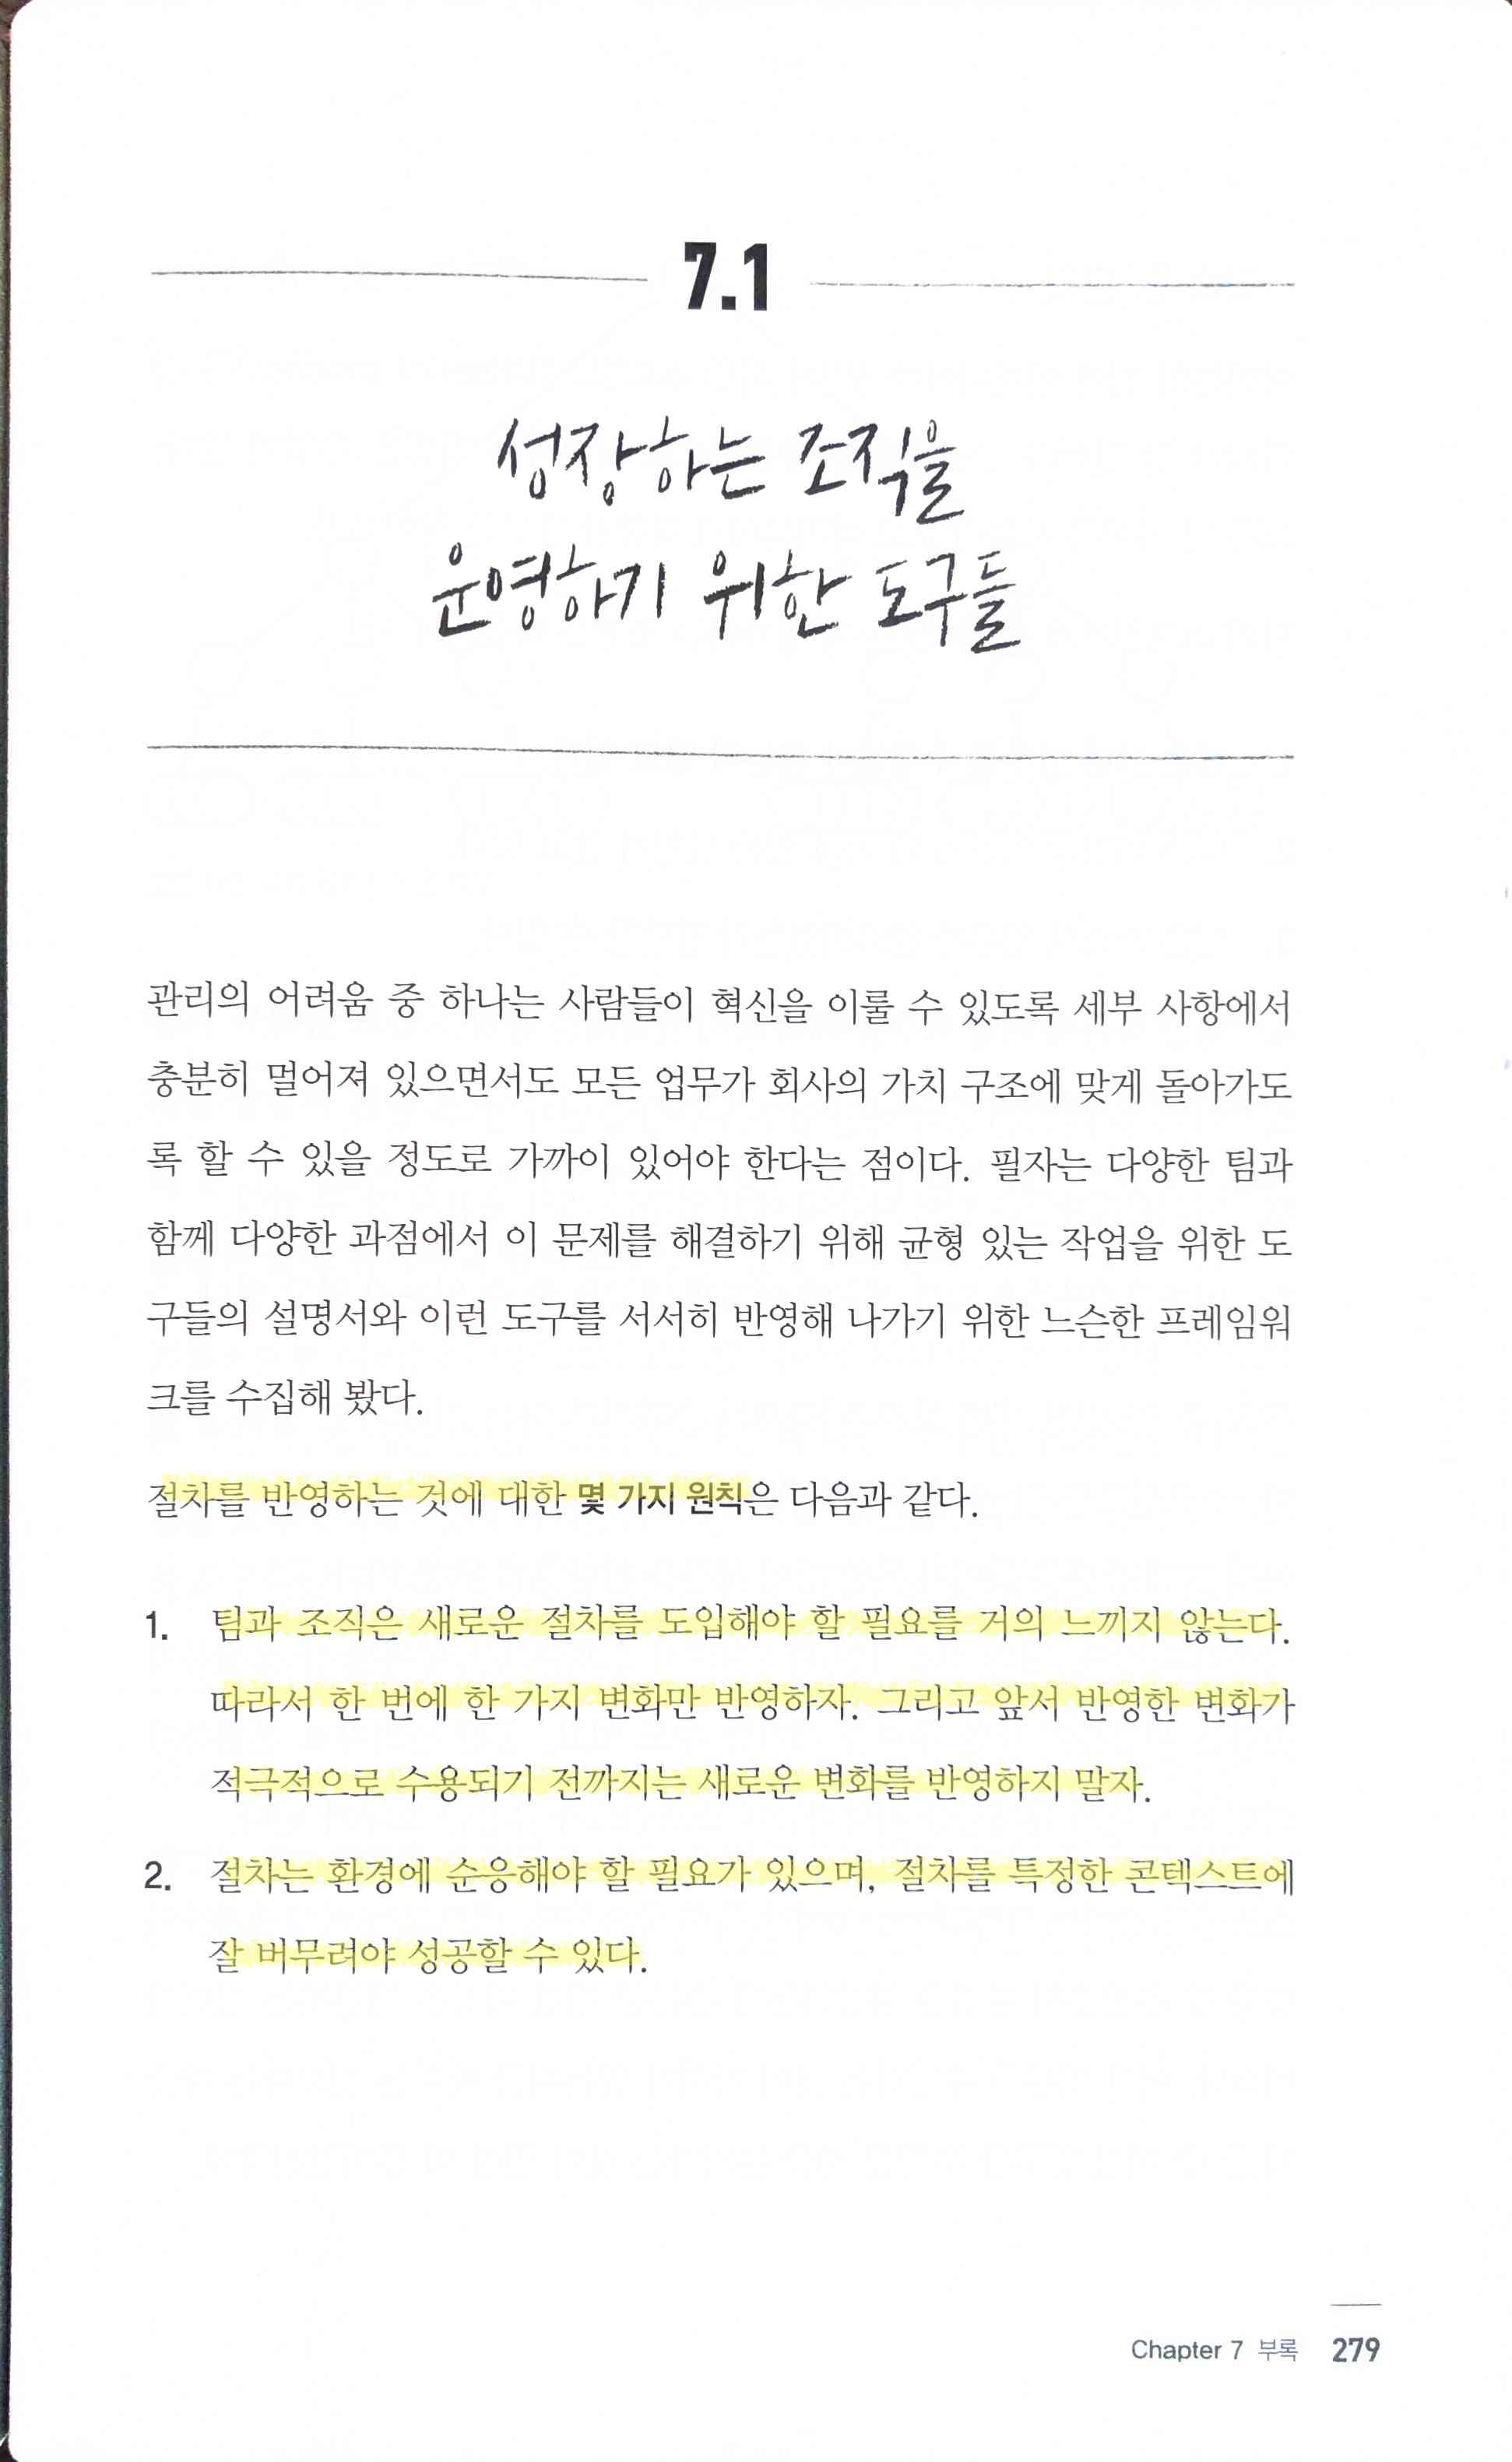 7.1
성장하는 조직을
운영하기 위한 도구들
관리의 어려움 중 하나는 사람들이 혁신을 이룰 수 있도록 세부 사항에서
충분히 멀어져 있으면서도 모든 업무가 회사의 가치 구조에 맞게 돌아가도
록 할 수 있을 정도로 가까이 있어야 한다는 점이다. 필자는 다양한 팀과
함께 다양한 과점에서 이 문제를 해결하기 위해 균형 있는 작업을 위한 도
구들의 설명서와 이런 도구를 서서히 반영해 나가기 위한 느슨한 프레임워
크를 수집해 봤다.
절차를 반영하는 것에 대한 몇 가지 원칙은 다음과 같다.
1. 팀과 조직은 새로운 절차를 도입해야 할 필요를 거의 느끼지 않는다.
따라서 한 번에 한 가지 변화만 반영하자. 그리고 앞서 반영한 변화가
적극적으로 수용되기 전까지는 새로운 변화를 반영하지 말자.
2. 절차는 환경에 순응해야 할 필요가 있으며, 절차를 특정한 콘텍스트에
잘 버무려야 성공할 수 있다.
Chapter 7 부록 279